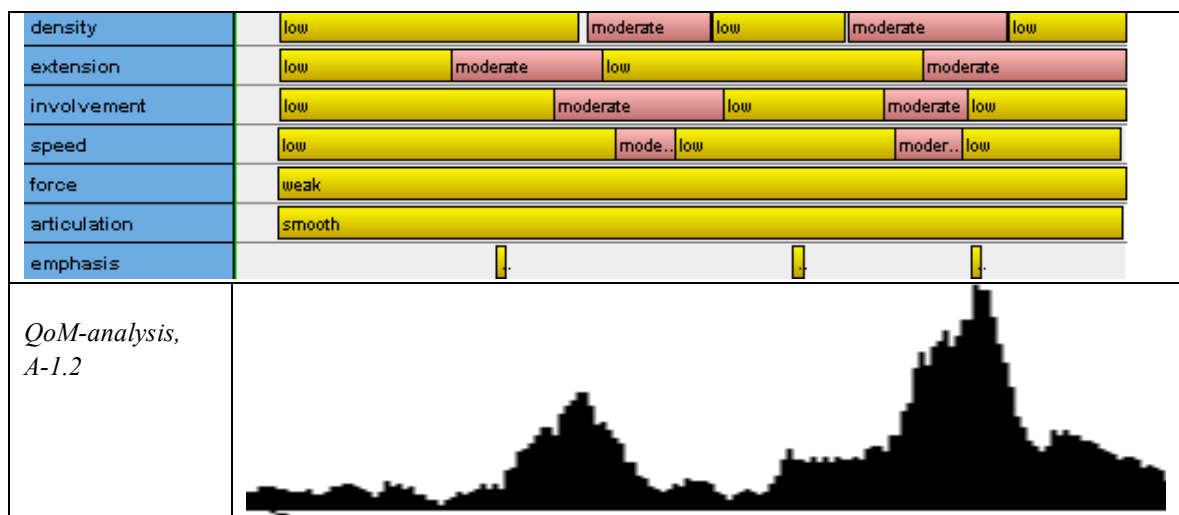 density low moderate low moderate low
extension low moderate low moderate
involvement low moderate low moderate low
speed low mode.. low moder.. low
force weak
articulation smooth
emphasis .. .. ..
QoM-analysis,
A-1.2